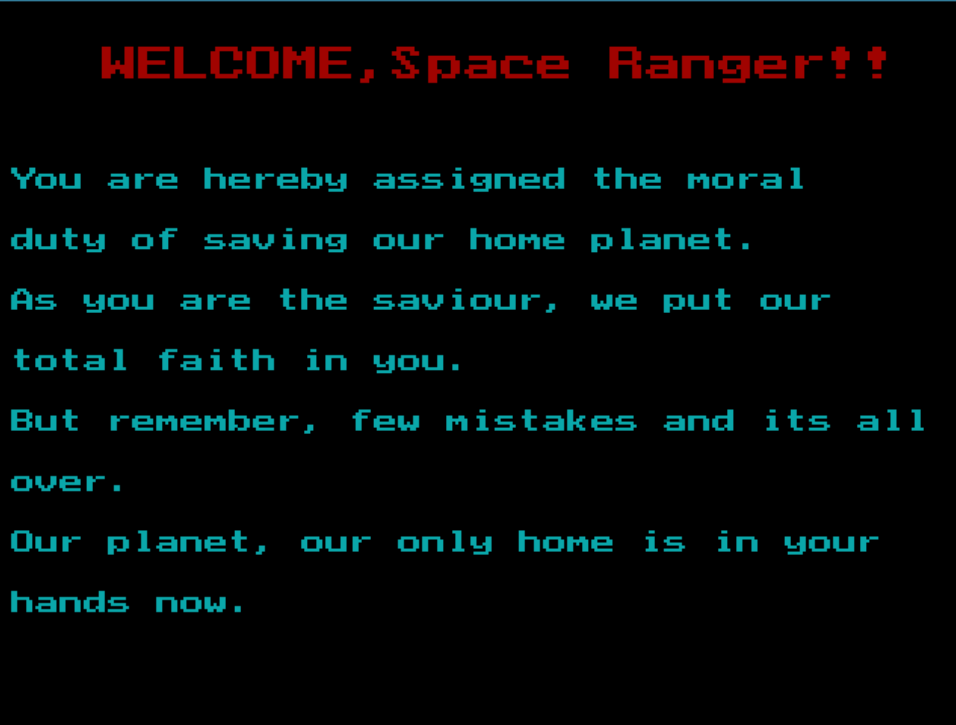 WELCOME,Space Ranger!!
You are hereby assigned the moral
duty of saving our home planet.
As you are the saviour, we put our
total faith in you.
But remember, few mistakes and its all
over.
Our planet, our only home is in your
hands now.